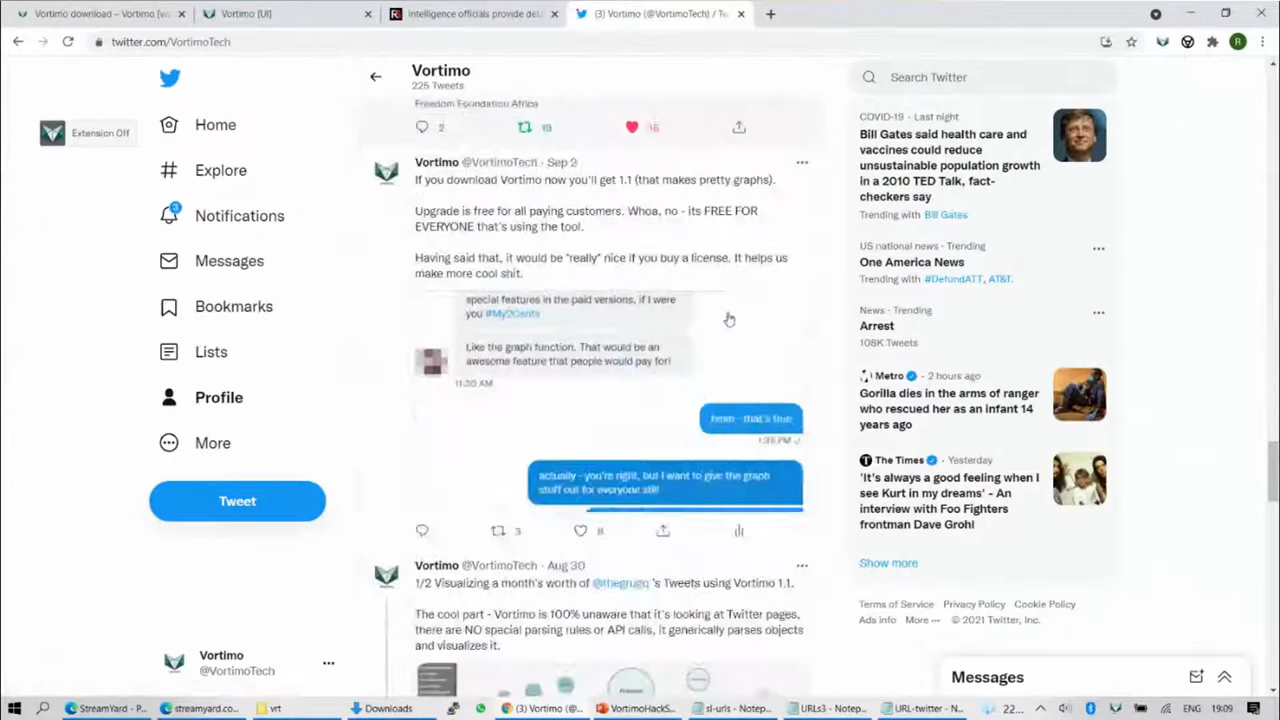 Vortimo download – Vortimo [w
Vortimo [UI]
Intelligence officials provide det
(3) Vortimo (@VortimoTech) / Tw
twitter.com/VortimoTech
Extension Off
Home
Explore
3
Notifications
Messages
Bookmarks
Lists
Profile
More
Tweet
Vortimo
@VortimoTech
Vortimo
225 Tweets
Freedom Foundation Africa
2 19 16
Vortimo @VortimoTech · Sep 2
If you download Vortimo now you'll get 1.1 (that makes pretty graphs).
Upgrade is free for all paying customers. Whoa, no - its FREE FOR
EVERYONE that's using the tool.
Having said that, it would be *really* nice if you buy a license. It helps us
make more cool shit.
special features in the paid versions, if I were
you #My2Cents
Like the graph function. That would be an
awesome feature that people would pay for!
11:30 AM
hmm - that's true
1:35 PM
actually - you're right, but I want to give the graph
stuff out for everyone still
3 8
Vortimo @VortimoTech · Aug 30
1/2 Visualizing a month's worth of @thegrugq 's Tweets using Vortimo 1.1.
The cool part - Vortimo is 100% unaware that it's looking at Twitter pages,
there are NO special parsing rules or API calls, it generically parses objects
and visualizes it.
Search Twitter
COVID-19 · Last night
Bill Gates said health care and
vaccines could reduce
unsustainable population growth
in a 2010 TED Talk, fact-
checkers say
Trending with Bill Gates
US national news · Trending
One America News
Trending with #DefundATT, AT&T.
News · Trending
Arrest
108K Tweets
Metro · 2 hours ago
Gorilla dies in the arms of ranger
who rescued her as an infant 14
years ago
The Times · Yesterday
'It's always a good feeling when I
see Kurt in my dreams' - An
interview with Foo Fighters
frontman Dave Grohl
Show more
Terms of Service Privacy Policy Cookie Policy
Ads info More ··· © 2021 Twitter, Inc.
Messages
StreamYard - P... streamyard.co... vrt Downloads (3) Vortimo (@... VortimoHackS... sl-urls - Notep... URLs3 - Notep... URL-twitter - N... 22... ENG 19:09